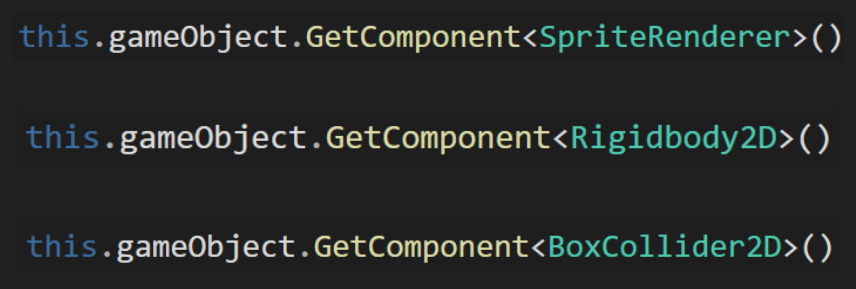 this.gameObject.GetComponent<SpriteRenderer>()
this.gameObject.GetComponent<Rigidbody2D>()
this.gameObject.GetComponent<BoxCollider2D>()